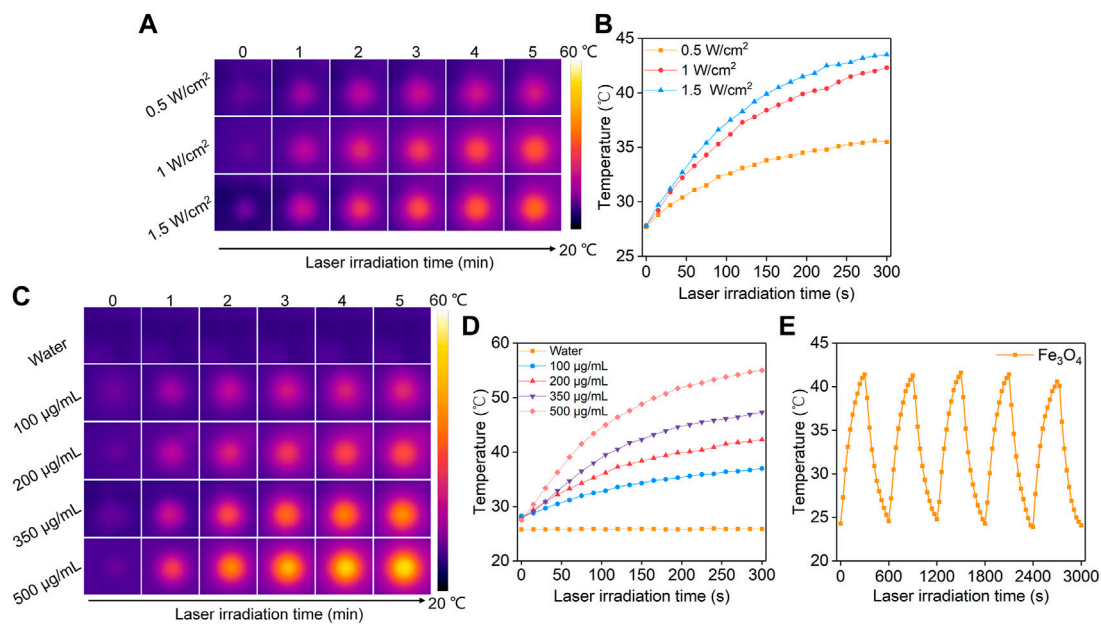 A
0 1 2 3 4 5 60 ℃
0.5 W/cm²
1 W/cm²
1.5 W/cm²
20 ℃
Laser irradiation time (min)
B
0.5 W/cm²
1 W/cm²
1.5 W/cm²
Temperature (℃)
45
40
35
30
25
0 50 100 150 200 250 300
Laser irradiation time (s)
C
0 1 2 3 4 5 60 ℃
Water
100 μg/mL
200 μg/mL
350 μg/mL
500 μg/mL
20 ℃
Laser irradiation time (min)
D
Water
100 μg/mL
200 μg/mL
350 μg/mL
500 μg/mL
Temperature (℃)
60
50
40
30
20
0 50 100 150 200 250 300
Laser irradiation time (s)
E
Fe₃O₄
Temperature (℃)
45
40
35
30
25
20
0 600 1200 1800 2400 3000
Laser irradiation time (s)